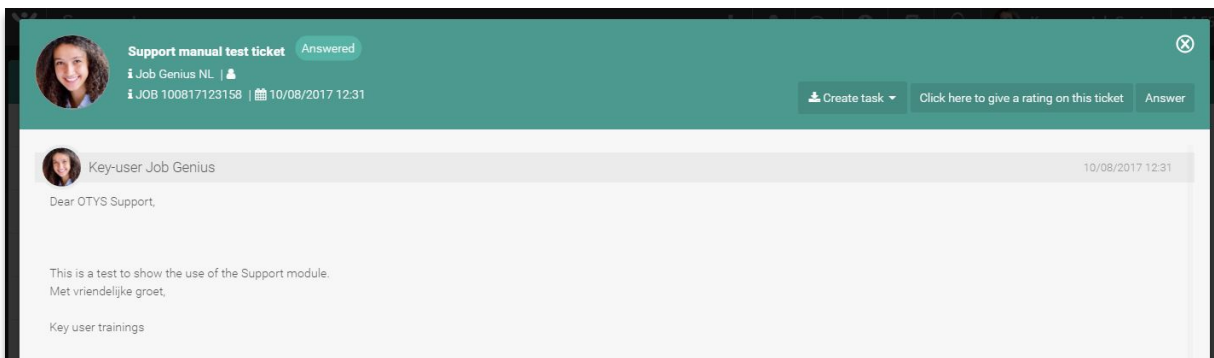 Support manual test ticket Answered
Job Genius NL |
JOB 100817123158 | 10/08/2017 12:31
Create task Click here to give a rating on this ticket Answer
Key-user Job Genius 10/08/2017 12:31
Dear OTYS Support,
This is a test to show the use of the Support module.
Met vriendelijke groet,
Key user trainings